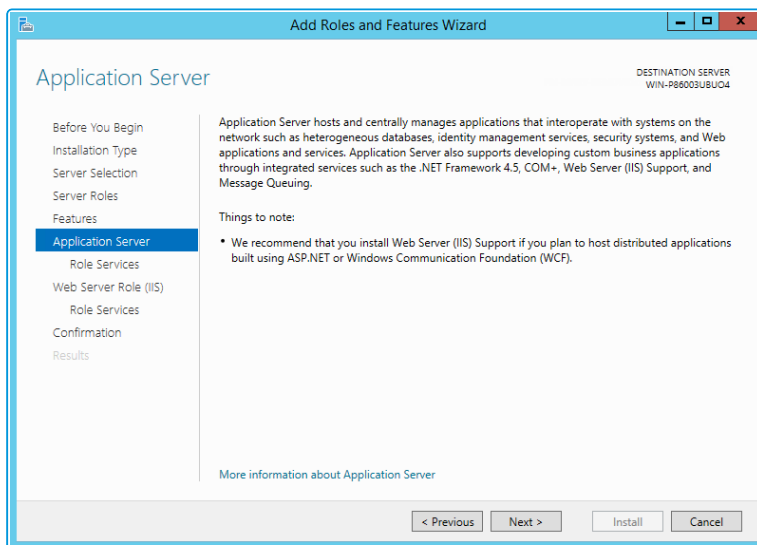 Add Roles and Features Wizard
Application Server
DESTINATION SERVER
WIN-P86003UBUO4
Before You Begin
Installation Type
Server Selection
Server Roles
Features
Application Server
Role Services
Web Server Role (IIS)
Role Services
Confirmation
Results
Application Server hosts and centrally manages applications that interoperate with systems on the
network such as heterogeneous databases, identity management services, security systems, and Web
applications and services. Application Server also supports developing custom business applications
through integrated services such as the .NET Framework 4.5, COM+, Web Server (IIS) Support, and
Message Queuing.
Things to note:
• We recommend that you install Web Server (IIS) Support if you plan to host distributed applications
built using ASP.NET or Windows Communication Foundation (WCF).
More information about Application Server
< Previous
Next >
Install
Cancel